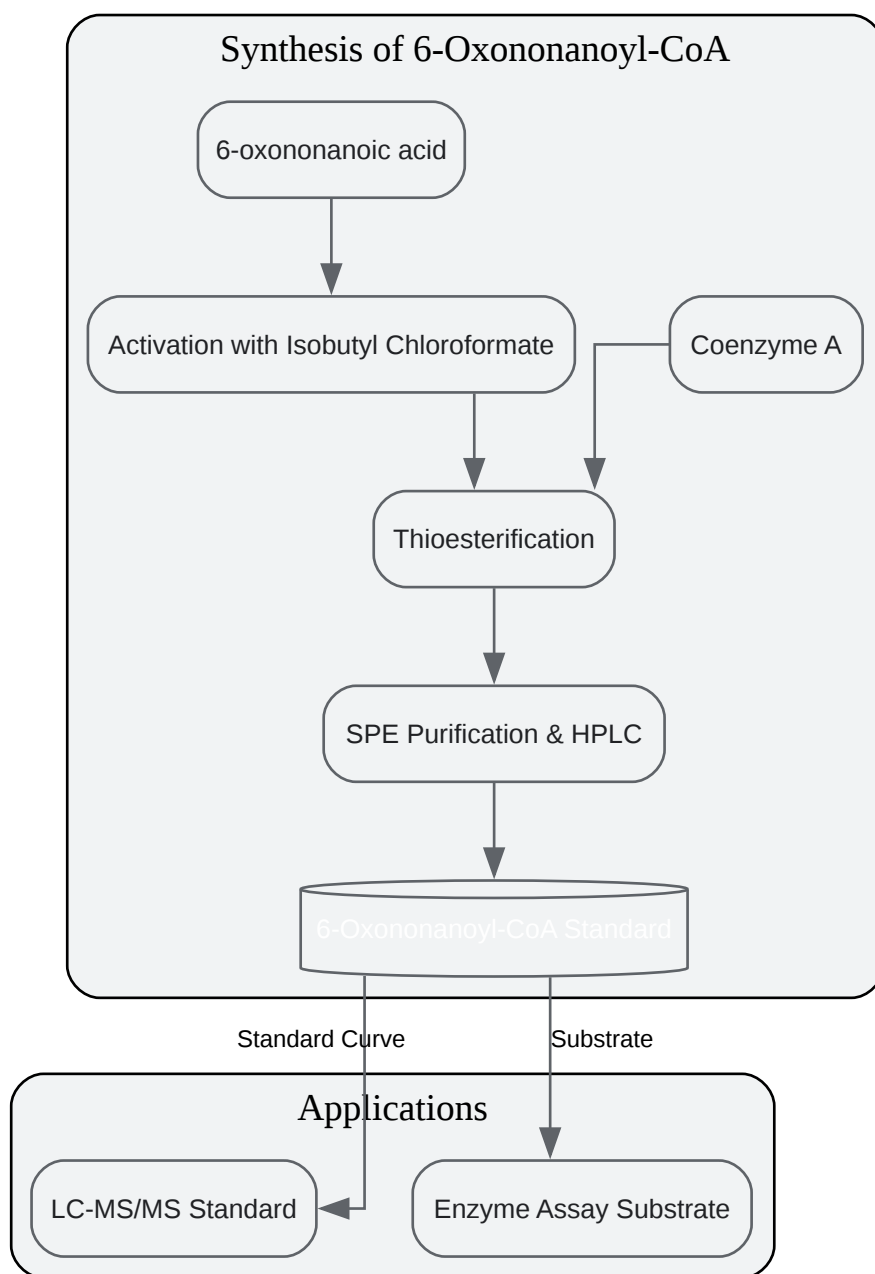 Synthesis of 6-Oxononanoyl-CoA
6-oxononanoic acid
Activation with Isobutyl Chloroformate
Coenzyme A
Thioesterification
SPE Purification & HPLC
6-Oxononanoyl-CoA Standard
Standard Curve
Substrate
Applications
LC-MS/MS Standard
Enzyme Assay Substrate